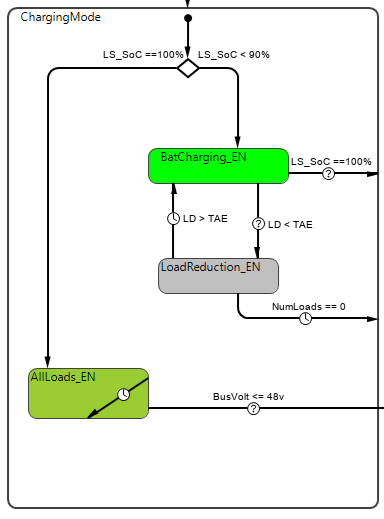 ChargingMode
LS_SoC ==100%
LS_SoC < 90%
BatCharging_EN
LS_SoC ==100%
?
LD > TAE
?
LD < TAE
LoadReduction_EN
NumLoads == 0
AllLoads_EN
BusVolt <= 48v
?